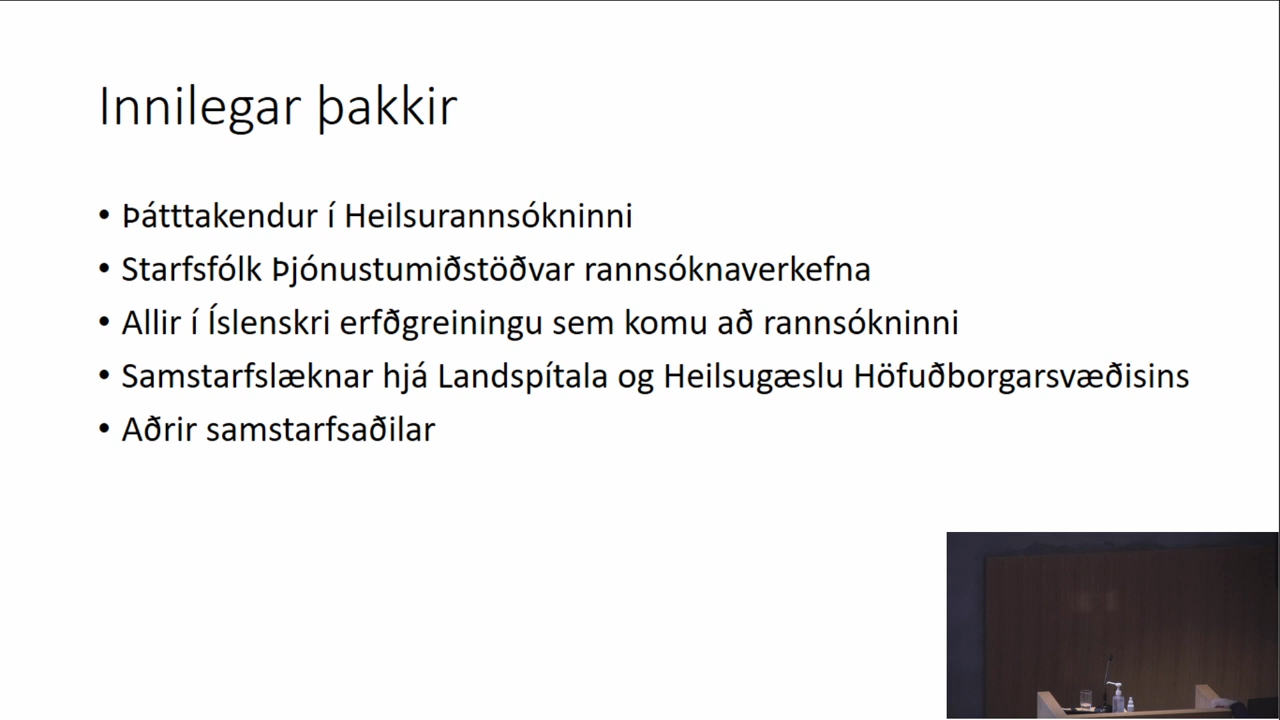 Innilegar þakkir
• Þátttakendur í Heilsurannsókninni
• Starfsfólk Þjónustumiðstöðvar rannsóknaverkefna
• Allir í Íslenskri erfðgreiningu sem komu að rannsókninni
• Samstarfslæknar hjá Landspítala og Heilsugæslu Höfuðborgarsvæðisins
• Aðrir samstarfsaðilar